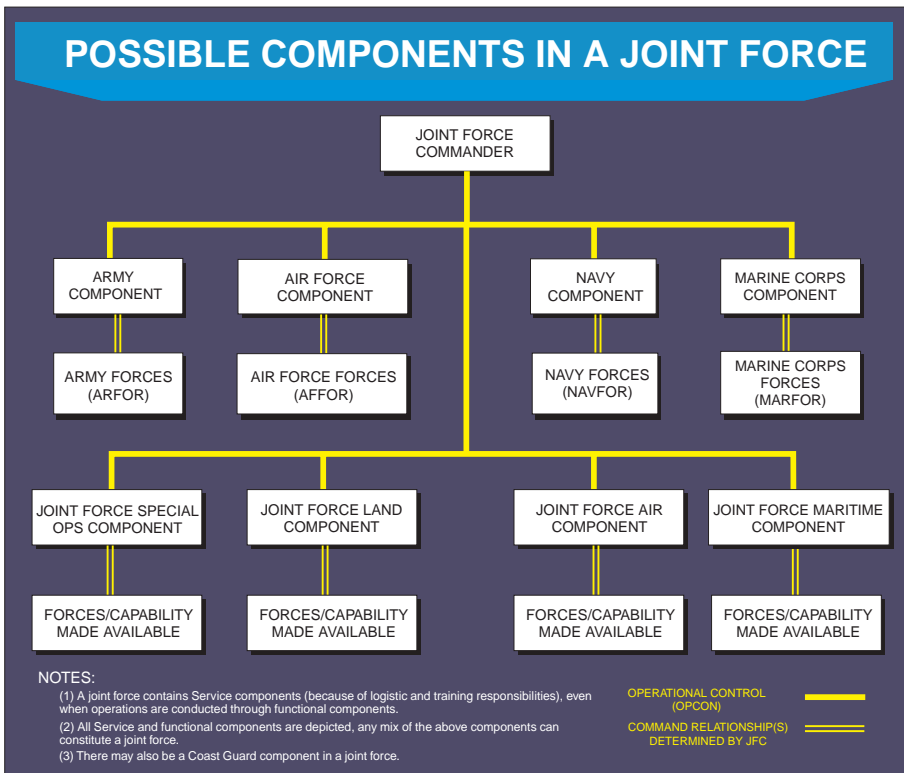 POSSIBLE COMPONENTS IN A JOINT FORCE
JOINT FORCE
COMMANDER
ARMY
COMPONENT
AIR FORCE
COMPONENT
NAVY
COMPONENT
MARINE CORPS
COMPONENT
ARMY FORCES
(ARFOR)
AIR FORCE FORCES
(AFFOR)
NAVY FORCES
(NAVFOR)
MARINE CORPS
FORCES
(MARFOR)
JOINT FORCE SPECIAL
OPS COMPONENT
JOINT FORCE LAND
COMPONENT
JOINT FORCE AIR
COMPONENT
JOINT FORCE MARITIME
COMPONENT
FORCES/CAPABILITY
MADE AVAILABLE
FORCES/CAPABILITY
MADE AVAILABLE
FORCES/CAPABILITY
MADE AVAILABLE
FORCES/CAPABILITY
MADE AVAILABLE
NOTES:
(1) A joint force contains Service components (because of logistic and training responsibilities), even
when operations are conducted through functional components.
(2) All Service and functional components are depicted, any mix of the above components can
constitute a joint force.
(3) There may also be a Coast Guard component in a joint force.
OPERATIONAL CONTROL
(OPCON)
COMMAND RELATIONSHIP(S)
DETERMINED BY JFC